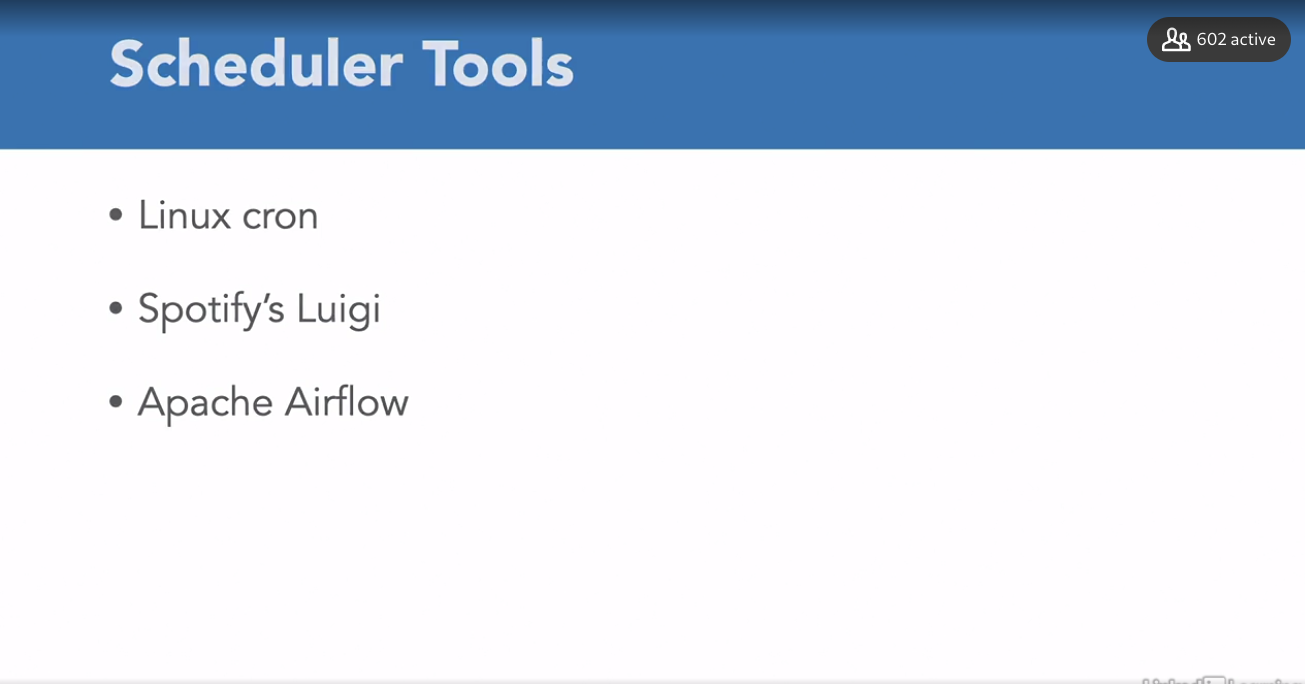 Scheduler Tools
602 active
• Linux cron
• Spotify's Luigi
• Apache Airflow